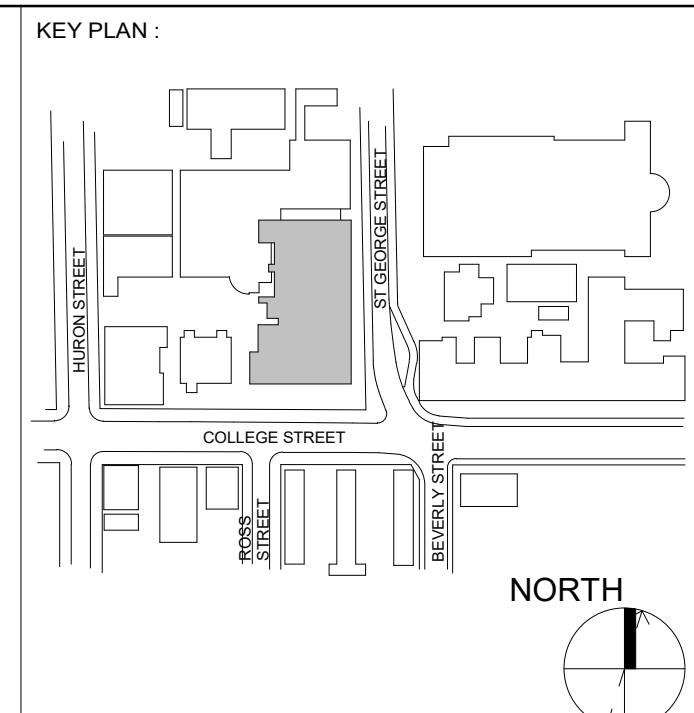 KEY PLAN :
ST GEORGE STREET
HURON STREET
COLLEGE STREET
ROSS
STREET
BEVERLY STREET
NORTH